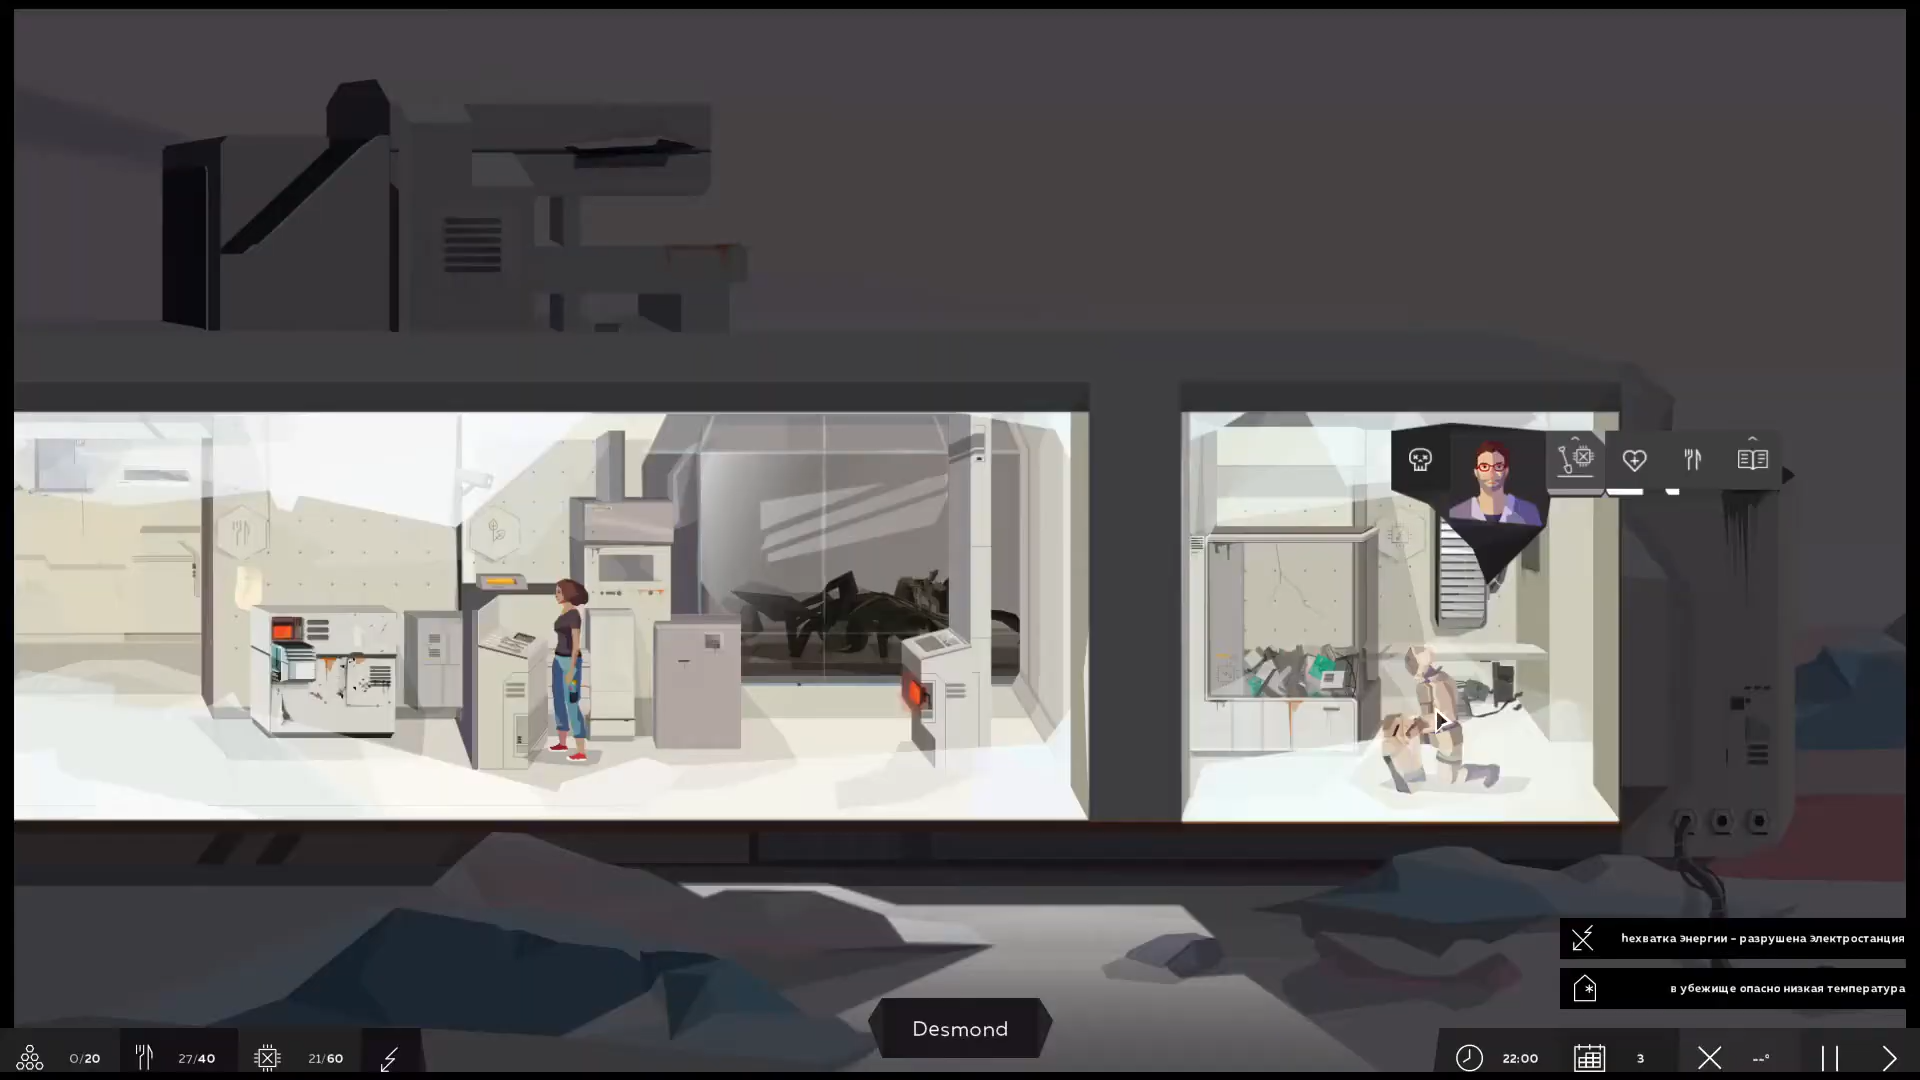 нехватка энергии - разрушена электростанция
в убежище опасно низкая температура
Desmond
0/20
27/40
21/60
22:00
3
--°